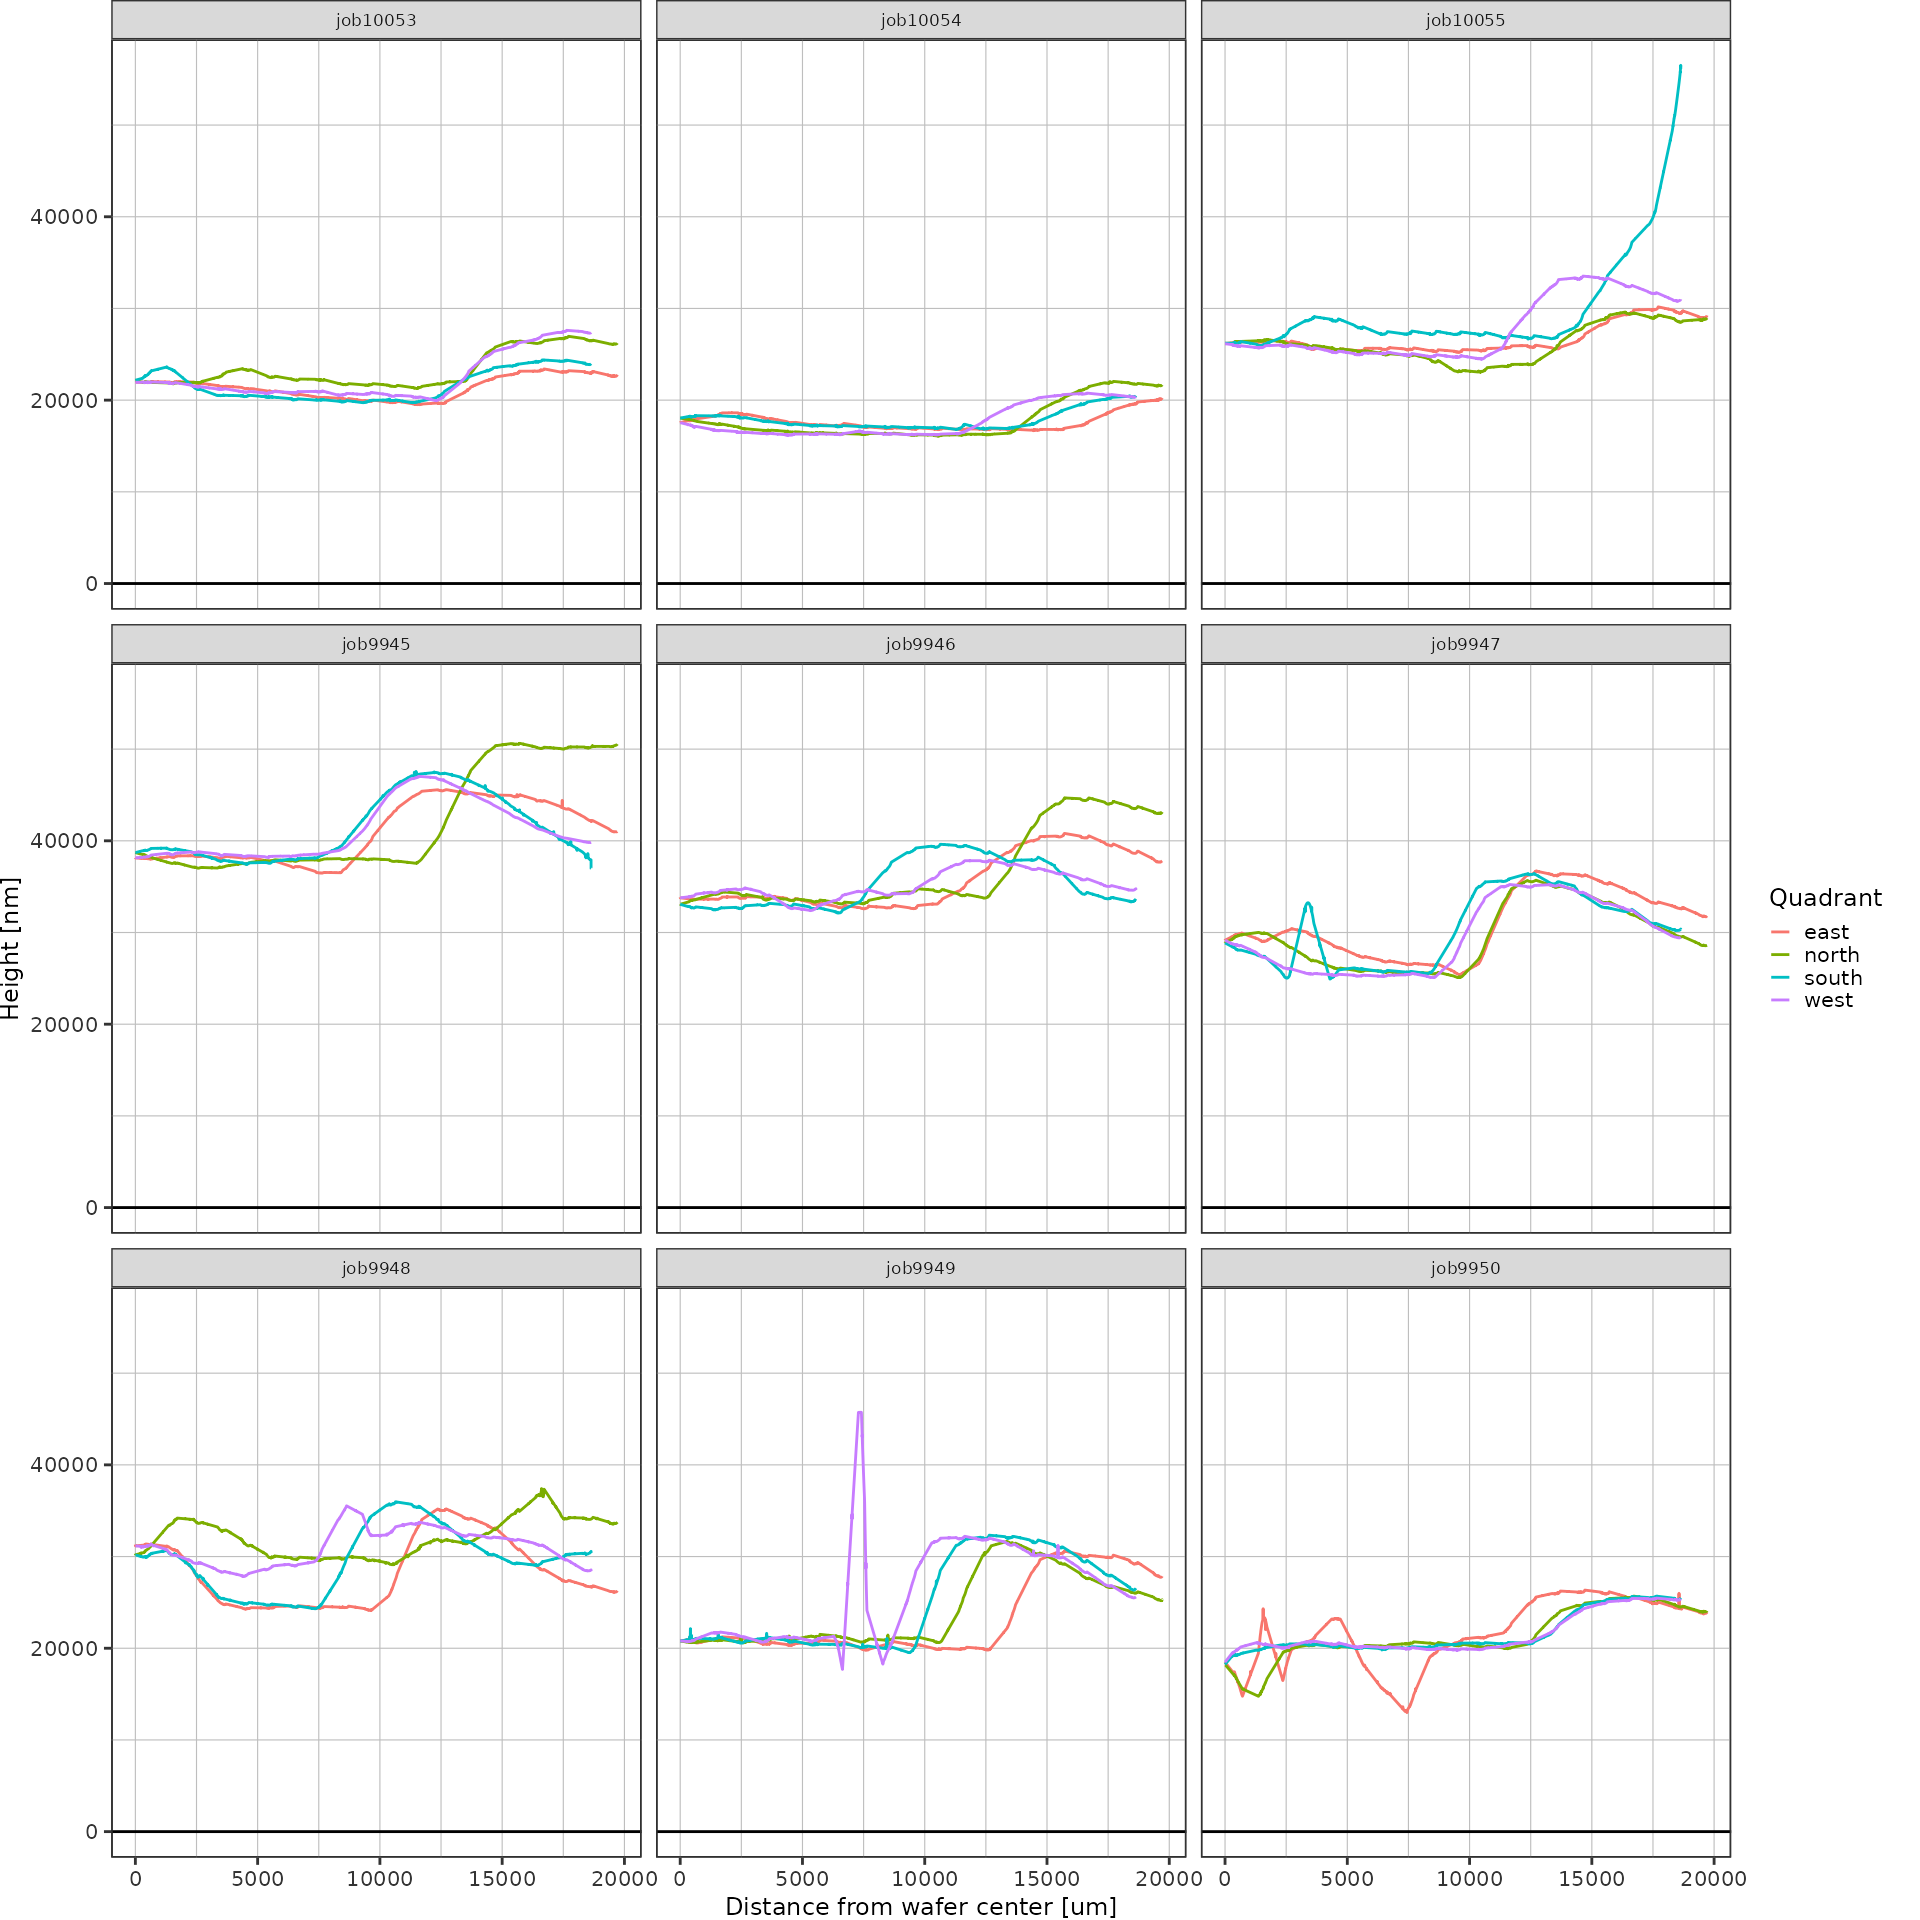 job10053 job10054 job10055
40000
20000
0
job9945 job9946 job9947
40000
20000
0
Height [nm]
Quadrant
east
north
south
west
job9948 job9949 job9950
40000
20000
0
0 5000 10000 15000 20000 0 5000 10000 15000 20000 0 5000 10000 15000 20000
Distance from wafer center [um]